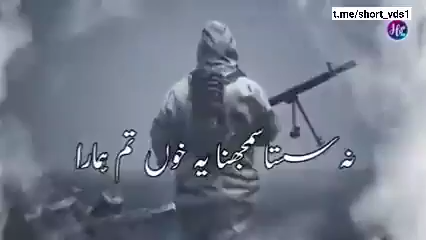 t.me/short_vds1
نہ سستا سمجھنا یہ خوں تم ہمارا